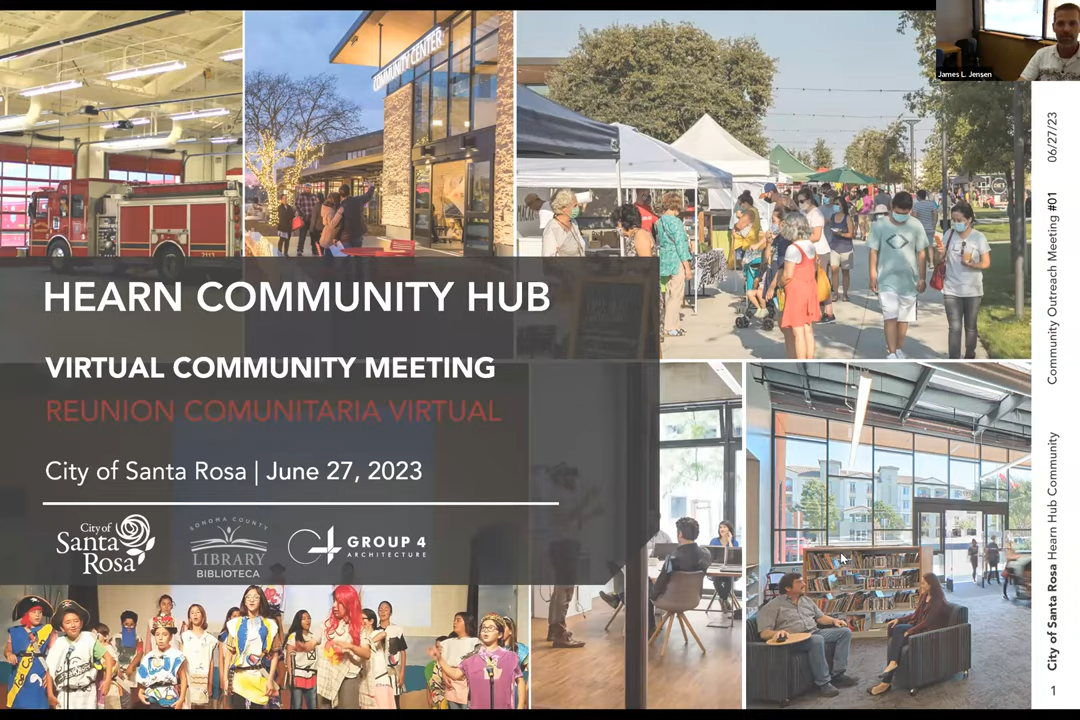 COMMUNITY CENTER
James L. Jensen
HEARN COMMUNITY HUB
VIRTUAL COMMUNITY MEETING
REUNION COMUNITARIA VIRTUAL
City of Santa Rosa | June 27, 2023
City of
Santa
Rosa
SONOMA COUNTY
LIBRARY
BIBLIOTECA
GROUP 4
ARCHITECTURE
06/27/23
Community Outreach Meeting #01
City of Santa Rosa Hearn Hub Community
1